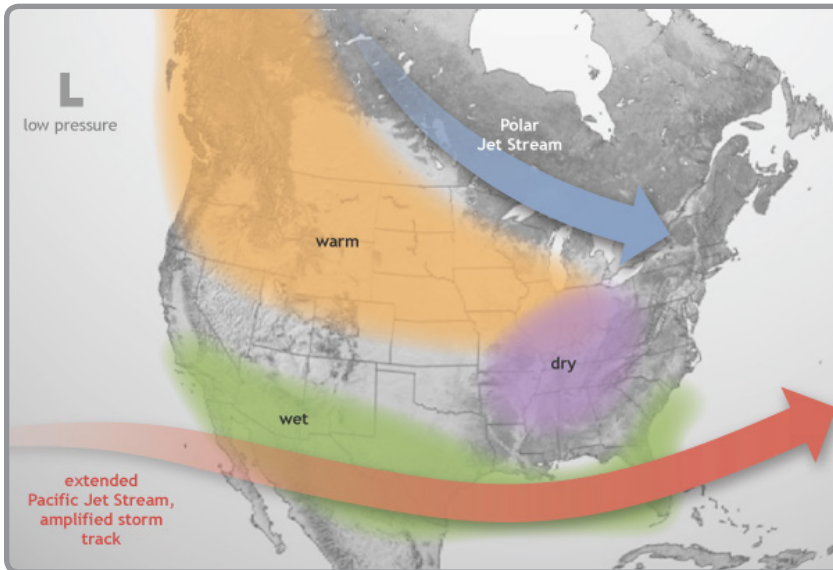 L
low pressure
Polar
Jet Stream
warm
dry
wet
extended
Pacific Jet Stream,
amplified storm
track